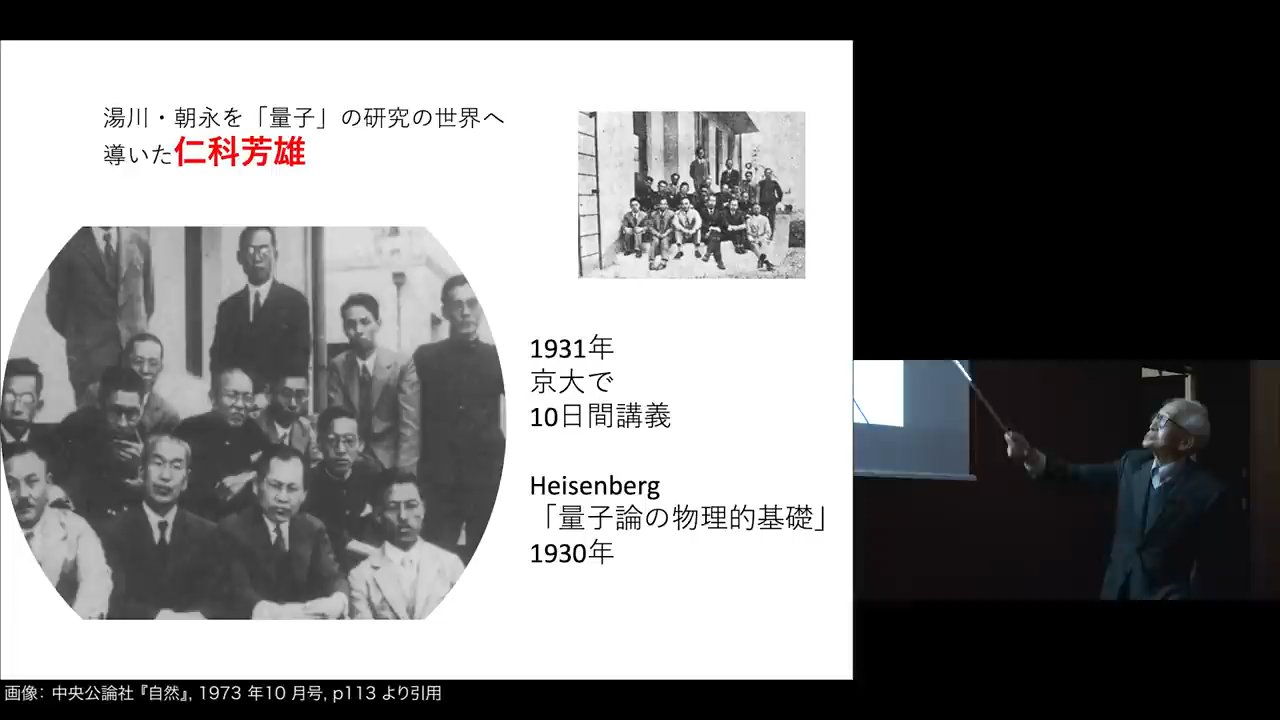 湯川・朝永を「量子」の研究の世界へ
導いた仁科芳雄
1931年
京大で
10日間講義
Heisenberg
「量子論の物理的基礎」
1930年
画像: 中央公論社『自然』, 1973 年10 月号, p113 より引用